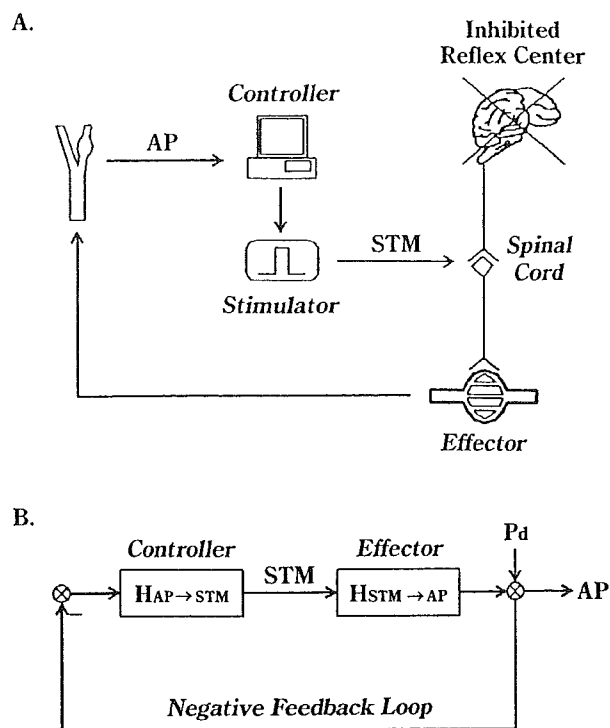 A.
Inhibited
Reflex Center
Controller
AP
STM
Spinal
Cord
Stimulator
Effector
B.
Pd
Controller
STM
Effector
HAP→STM
HSTM→AP
AP
Negative Feedback Loop